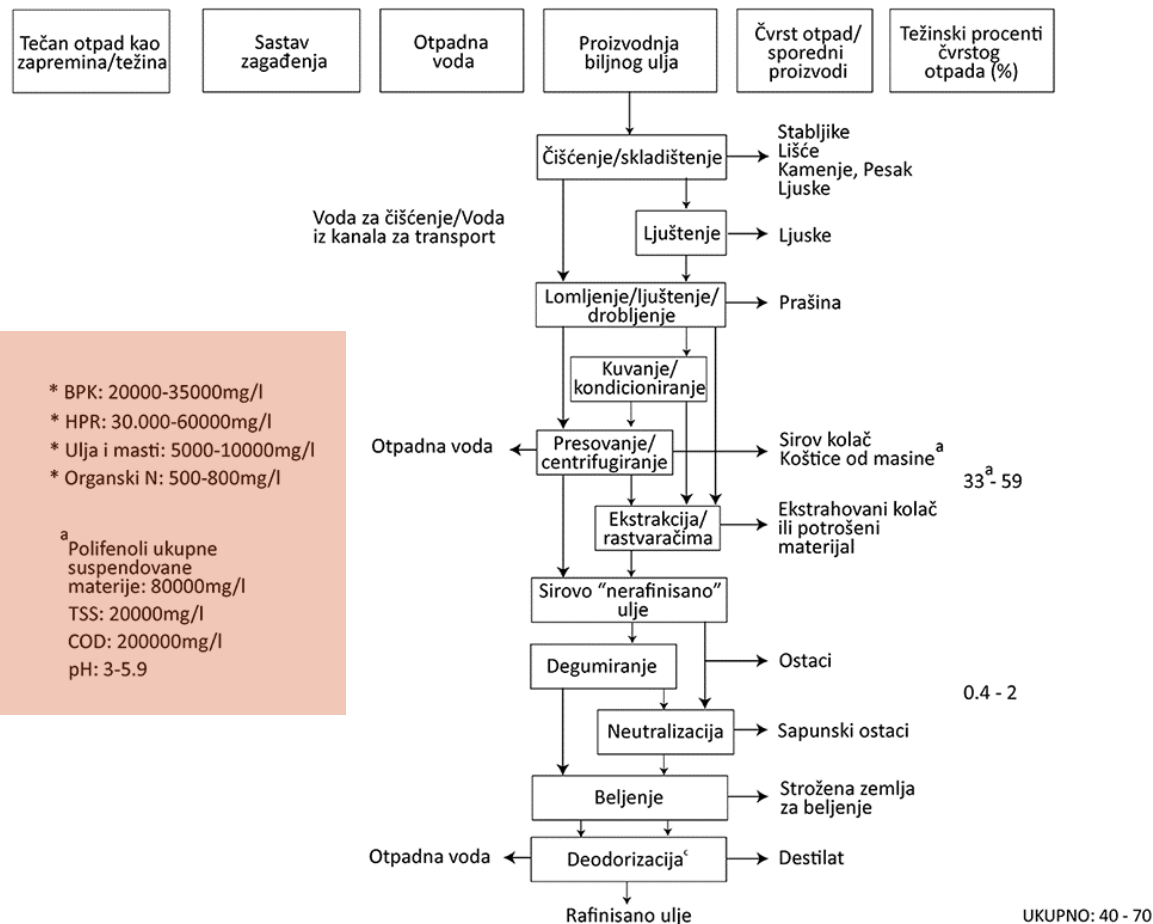 Tečan otpad kao
zapremina/težina
Sastav
zagađenja
Otpadna
voda
Proizvodnja
biljnog ulja
Čvrst otpad/
sporedni
proizvodi
Težinski procenti
čvrstog
otpada (%)
Čišćenje/skladištenje
Stabljike
Lišće
Kamenje, Pesak
Ljuske
Voda za čišćenje/Voda
iz kanala za transport
Ljuštenje
Ljuske
Lomljenje/ljuštenje/
drobljenje
Prašina
Kuvanje/
kondicioniranje
* BPK: 20000-35000mg/l
* HPR: 30.000-60000mg/l
* Ulja i masti: 5000-10000mg/l
* Organski N: 500-800mg/l
Otpadna voda
Presovanje/
centrifugiranje
Sirov kolač
Koštice od masine a
33 a - 59
Ekstrakcija/
rastvaračima
Ekstrahovani kolač
ili potrošeni
materijal
a Polifenoli ukupne
suspendovane
materije: 80000mg/l
TSS: 20000mg/l
COD: 200000mg/l
pH: 3-5.9
Sirovo “nerafinisano”
ulje
Degumiranje
Ostaci
0.4 - 2
Neutralizacija
Sapunski ostaci
Beljenje
Strožena zemlja
za beljenje
Otpadna voda
Deodorizacija c
Destilat
Rafinisano ulje
UKUPNO: 40 - 70